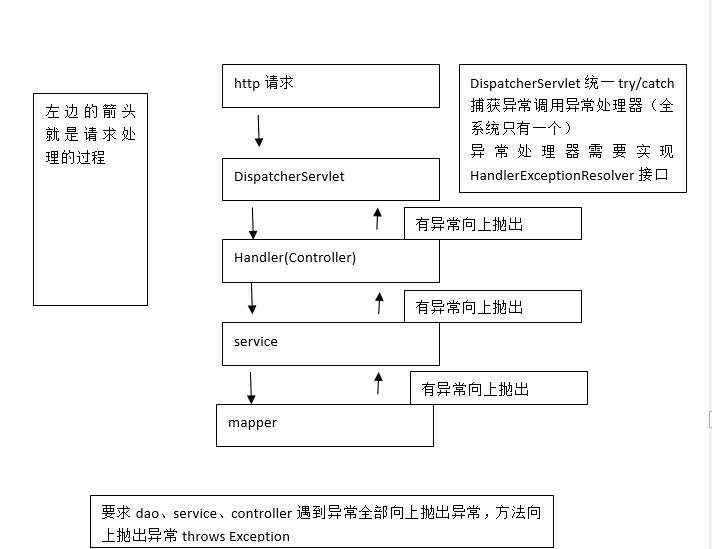 http 请求
DispatcherServlet 统一 try/catch
捕获异常调用异常处理器（全
系统只有一个）
异常处理器需要实现
HandlerExceptionResolver 接口
左边的箭头
就是请求处
理的过程
DispatcherServlet
有异常向上抛出
Handler(Controller)
有异常向上抛出
service
有异常向上抛出
mapper
要求 dao、service、controller 遇到异常全部向上抛出异常，方法向
上抛出异常 throws Exception